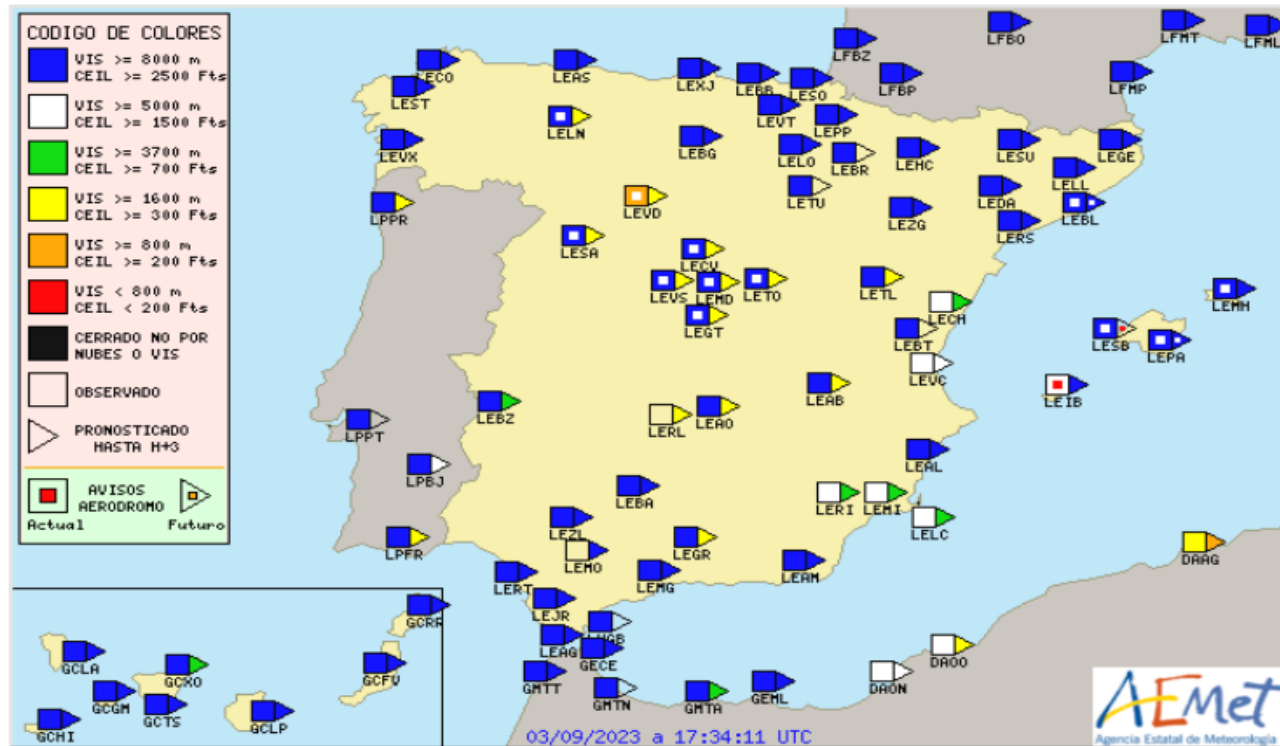 CODIGO DE COLORES
VIS >= 8000 m
CEIL >= 2500 Fts
VIS >= 5000 m
CEIL >= 1500 Fts
VIS >= 3700 m
CEIL >= 700 Fts
VIS >= 1600 m
CEIL >= 300 Fts
VIS >= 800 m
CEIL >= 200 Fts
VIS < 800 m
CEIL < 200 Fts
CERRADO NO POR
NUBES O VIS
OBSERVADO
PRONOSTICADO
HASTA H+3
AVISOS
AERODROMO
Actual
Futuro
LFBO
LFMT
LFML
LFBZ
LECO
LEAS
LEXJ
LEBB
LESO
LFBP
LFMP
LEST
LEVT
LEPP
LELN
LEVX
LEBG
LELO
LEBR
LEHC
LESU
LEGE
LELL
LPPR
LEVD
LETU
LEZG
LEDA
LERS
LEBL
LESA
LECV
LEVS
LEMD
LETO
LETL
LEGT
LECH
LEBT
LEVC
LEMH
LESB
LEPA
LEIB
LEBZ
LPPT
LERL
LEAO
LEAB
LPBJ
LEAL
LEBA
LERI
LEMI
LELC
LPFR
LEZL
LEMO
LEGR
LEAM
DAAG
LERT
LEMG
LEJR
LEAG
GECE
GMTT
GMTN
GMTA
GEML
DAON
DAOO
GCRR
GCLA
GCXO
GCFV
GCGM
GCTS
GCHI
GCLP
03/09/2023 a 17:34:11 UTC
AEMet
Agencia Estatal de Meteorología